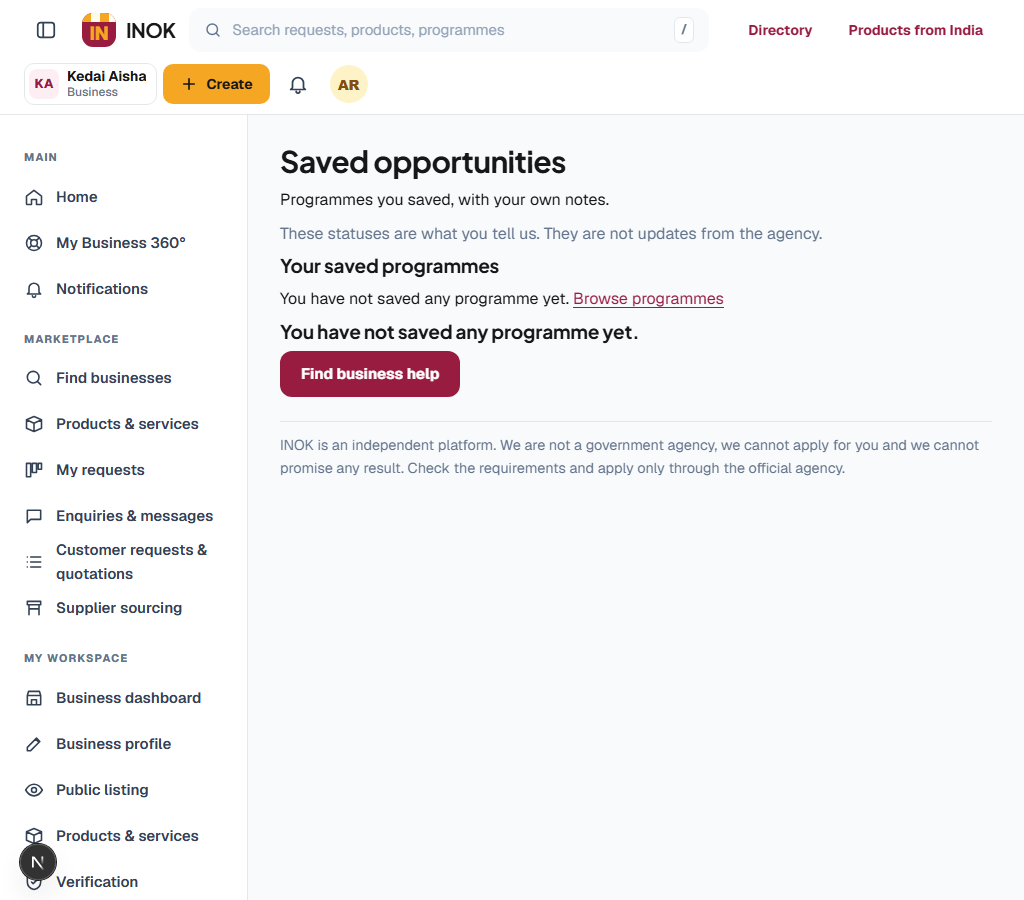 IN
INOK
Search requests, products, programmes
/
Directory
Products from India
KA
Kedai Aisha
Business
+ Create
AR
MAIN
Home
My Business 360°
Notifications
MARKETPLACE
Find businesses
Products & services
My requests
Enquiries & messages
Customer requests &
quotations
Supplier sourcing
MY WORKSPACE
Business dashboard
Business profile
Public listing
Products & services
N
Verification
Saved opportunities
Programmes you saved, with your own notes.
These statuses are what you tell us. They are not updates from the agency.
Your saved programmes
You have not saved any programme yet. Browse programmes
You have not saved any programme yet.
Find business help
INOK is an independent platform. We are not a government agency, we cannot apply for you and we cannot
promise any result. Check the requirements and apply only through the official agency.